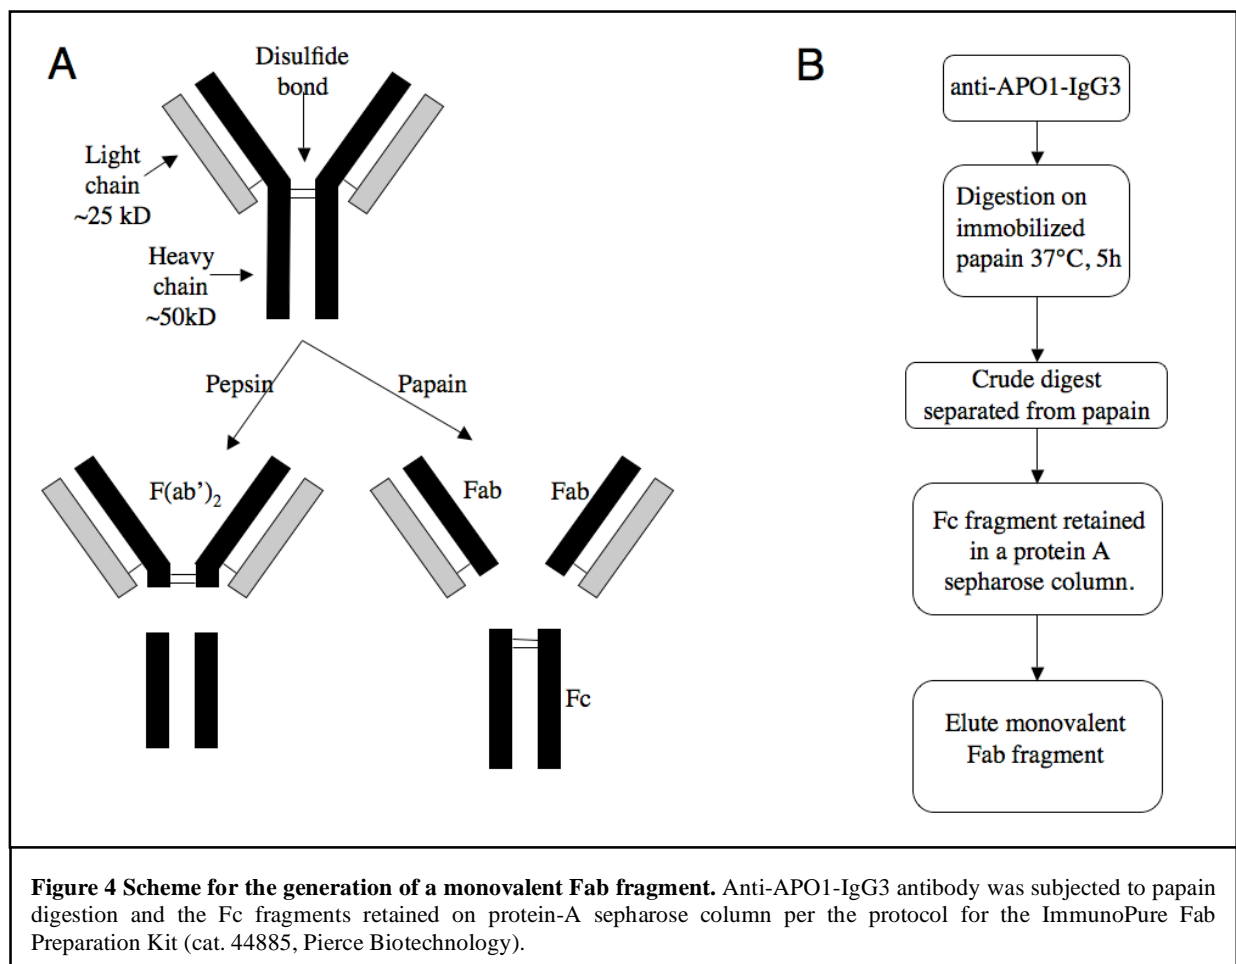 A
Disulfide
bond
Light
chain
~25 kD
Heavy
chain
~50kD
Pepsin
Papain
F(ab’)2
Fab
Fab
Fc
B
anti-APO1-IgG3
Digestion on
immobilized
papain 37°C, 5h
Crude digest
separated from papain
Fc fragment retained
in a protein A
sepharose column.
Elute monovalent
Fab fragment
Figure 4 Scheme for the generation of a monovalent Fab fragment. Anti-APO1-IgG3 antibody was subjected to papain
digestion and the Fc fragments retained on protein-A sepharose column per the protocol for the ImmunoPure Fab
Preparation Kit (cat. 44885, Pierce Biotechnology).